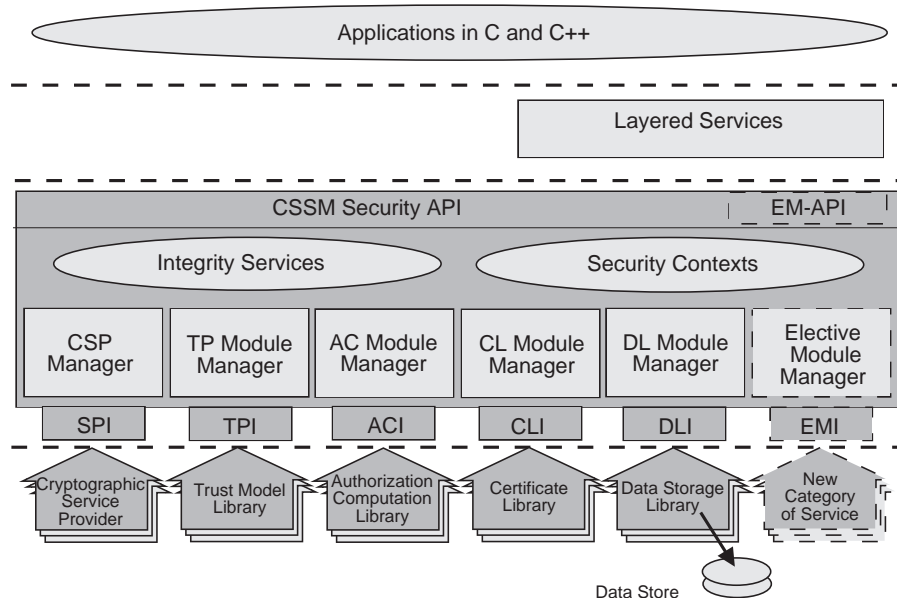 Applications in C and C++
Layered Services
CSSM Security API
EM-API
Integrity Services
Security Contexts
CSP
Manager
TP Module
Manager
AC Module
Manager
CL Module
Manager
DL Module
Manager
Elective
Module
Manager
SPI
TPI
ACI
CLI
DLI
EMI
Cryptographic
Service
Provider
Trust Model
Library
Authorization
Computation
Library
Certificate
Library
Data Storage
Library
New
Category
of Service
Data Store